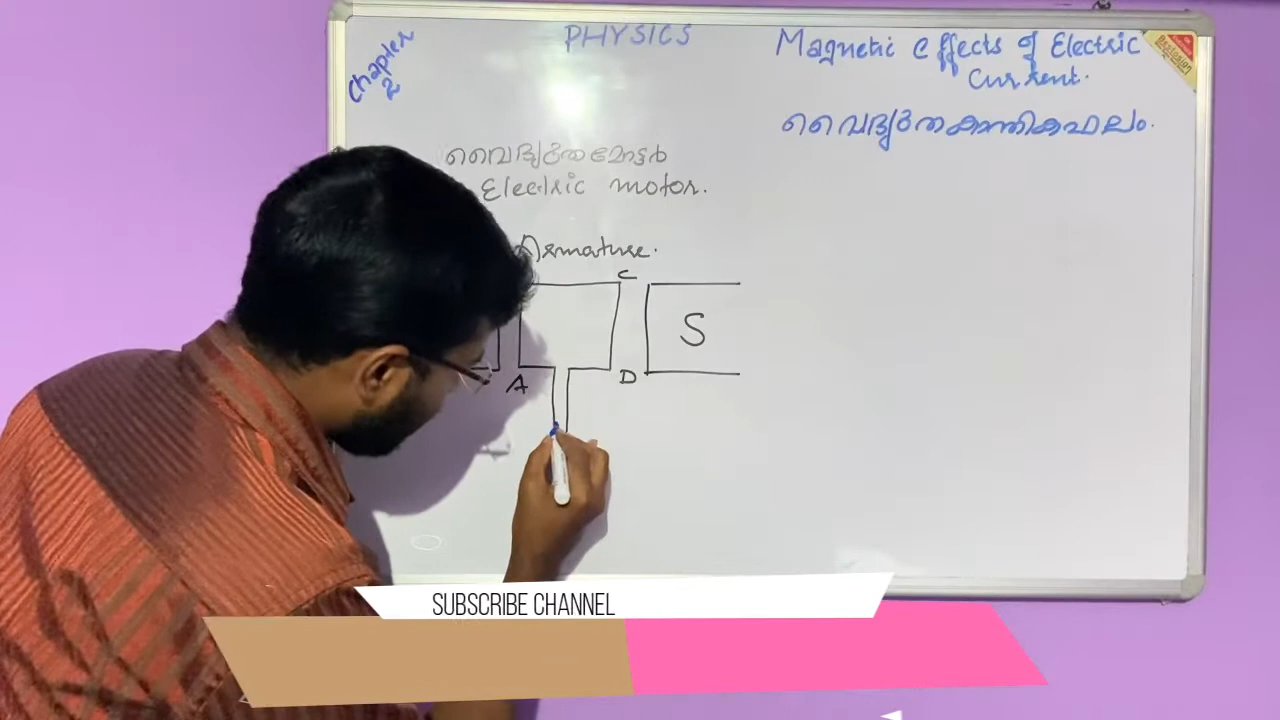 Chapter
2
PHYSICS
Magnetic Effects of Electric
Current.
വൈദ്യുതകാന്തികഫലം.
വൈദ്യുതമോട്ടർ
Electric motor.
Armature.
C
S
A
D
SUBSCRIBE CHANNEL